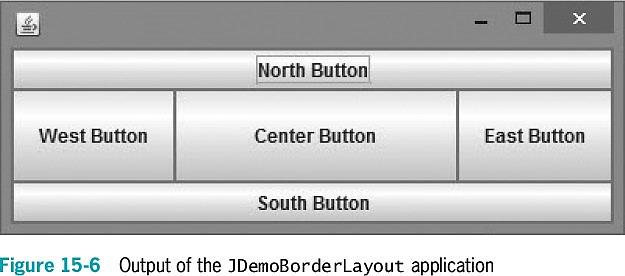 North Button
West Button Center Button East Button
South Button
Figure 15-6 Output of the JDemoBorderLayout application